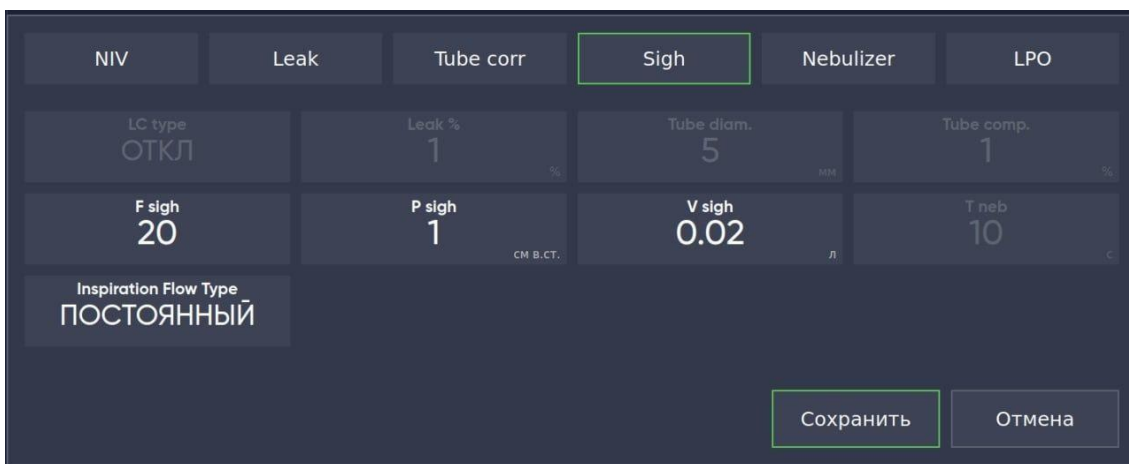 NIV Leak Tube corr Sigh Nebulizer LPO
LC type Leak % Tube diam. Tube comp.
ОТКЛ 1 5 1
% мм %
F sigh P sigh V sigh T neb
20 1 0.02 10
см в.ст. л с
Inspiration Flow Type
ПОСТОЯННЫЙ
Сохранить Отмена